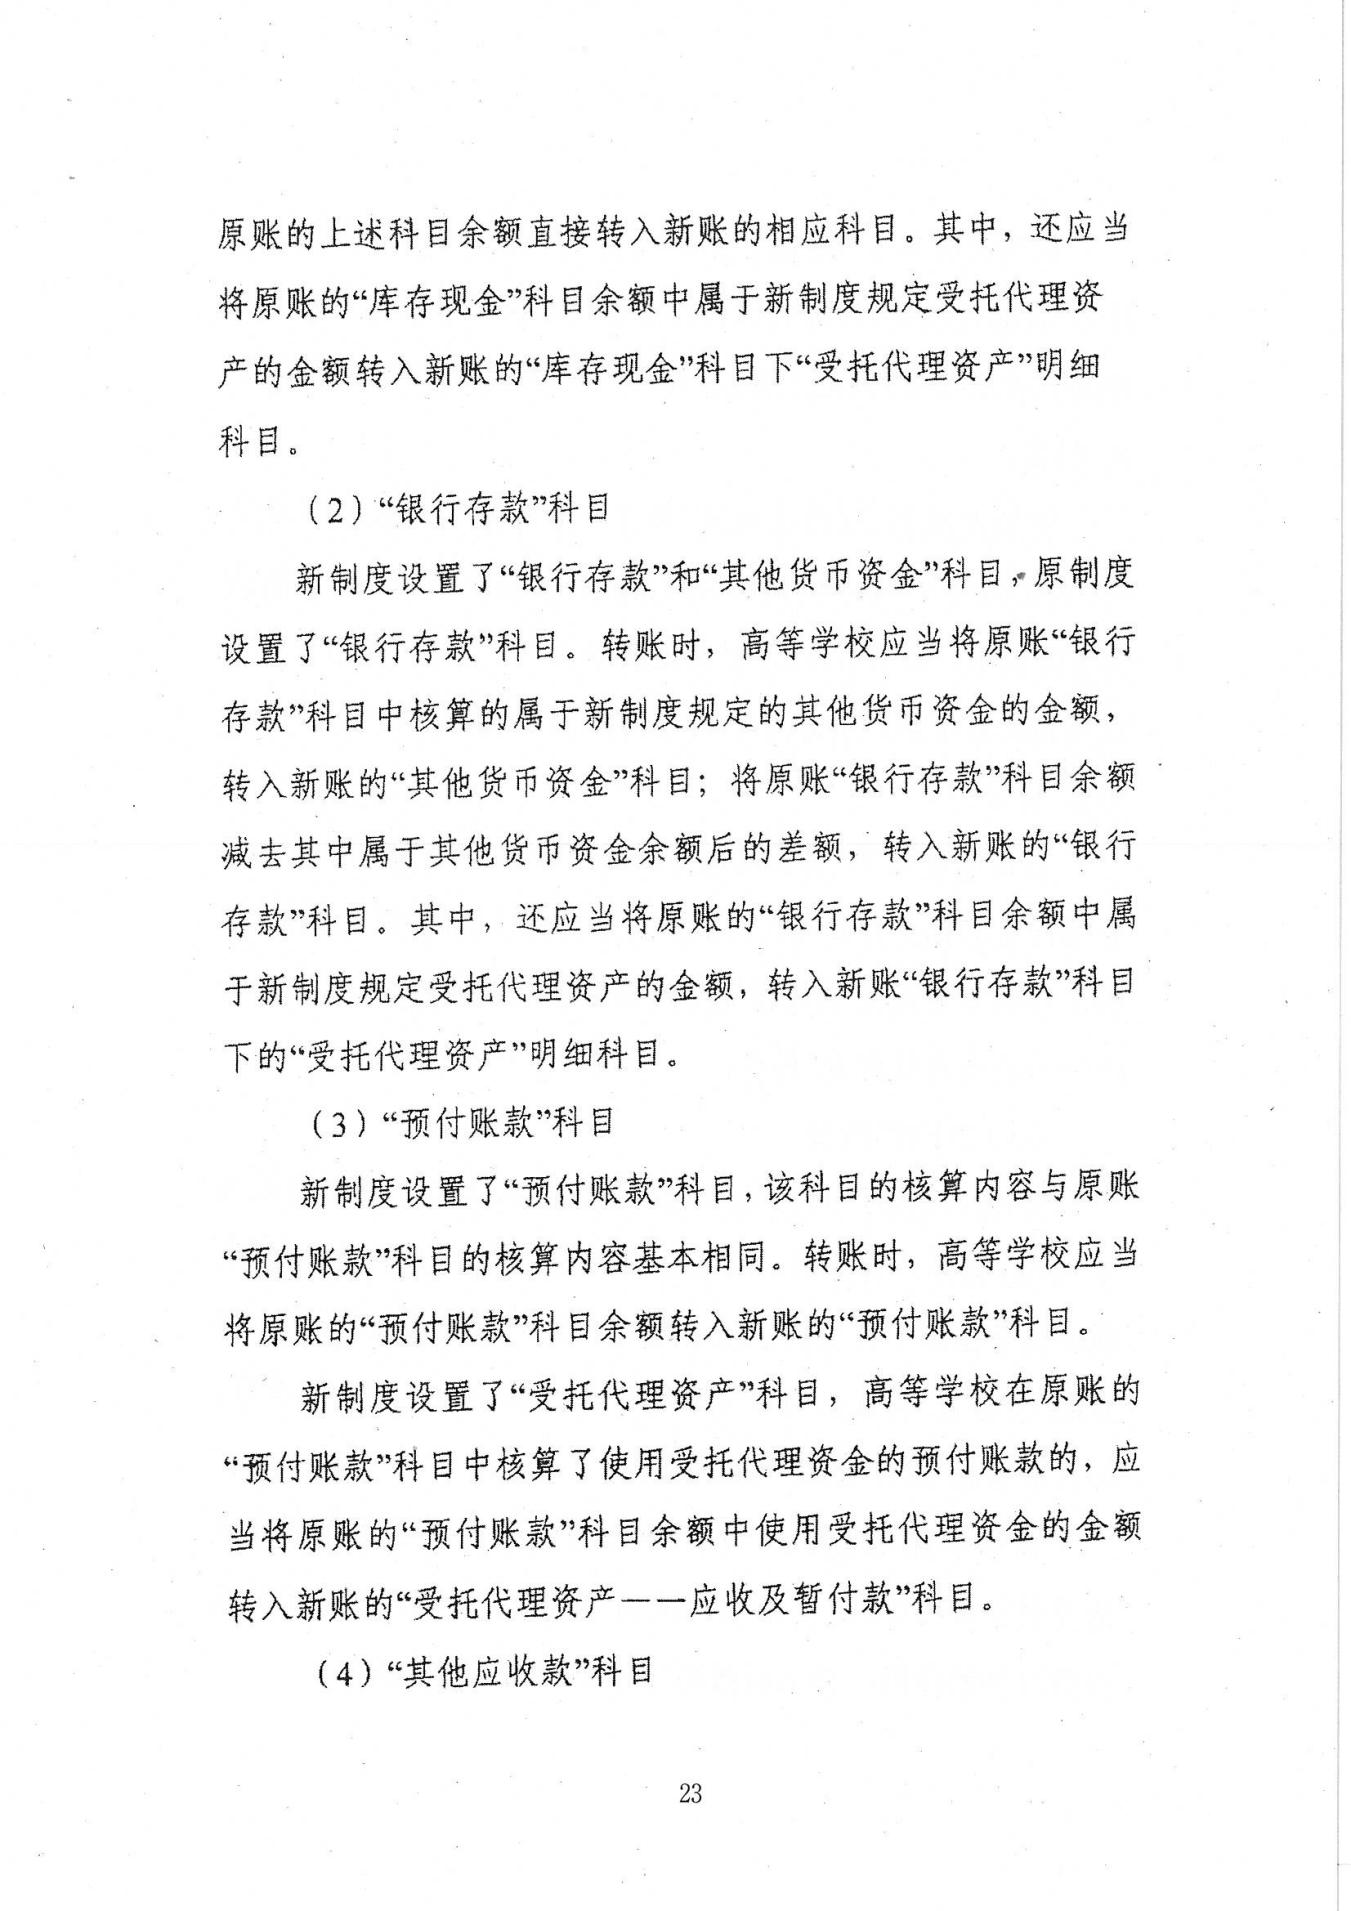 原账的上述科目余额直接转入新账的相应科目。其中，还应当
将原账的“库存现金”科目余额中属于新制度规定受托代理资
产的金额转入新账的“库存现金”科目下“受托代理资产”明细
科目。
（2）“银行存款”科目
新制度设置了“银行存款”和“其他货币资金”科目，原制度
设置了“银行存款”科目。转账时，高等学校应当将原账“银行
存款”科目中核算的属于新制度规定的其他货币资金的金额，
转入新账的“其他货币资金”科目；将原账“银行存款”科目余额
减去其中属于其他货币资金余额后的差额，转入新账的“银行
存款”科目。其中，还应当将原账的“银行存款”科目余额中属
于新制度规定受托代理资产的金额，转入新账“银行存款”科目
下的“受托代理资产”明细科目。
（3）“预付账款”科目
新制度设置了“预付账款”科目，该科目的核算内容与原账
“预付账款”科目的核算内容基本相同。转账时，高等学校应当
将原账的“预付账款”科目余额转入新账的“预付账款”科目。
新制度设置了“受托代理资产”科目，高等学校在原账的
“预付账款”科目中核算了使用受托代理资金的预付账款的，应
当将原账的“预付账款”科目余额中使用受托代理资金的金额
转入新账的“受托代理资产——应收及暂付款”科目。
（4）“其他应收款”科目
23